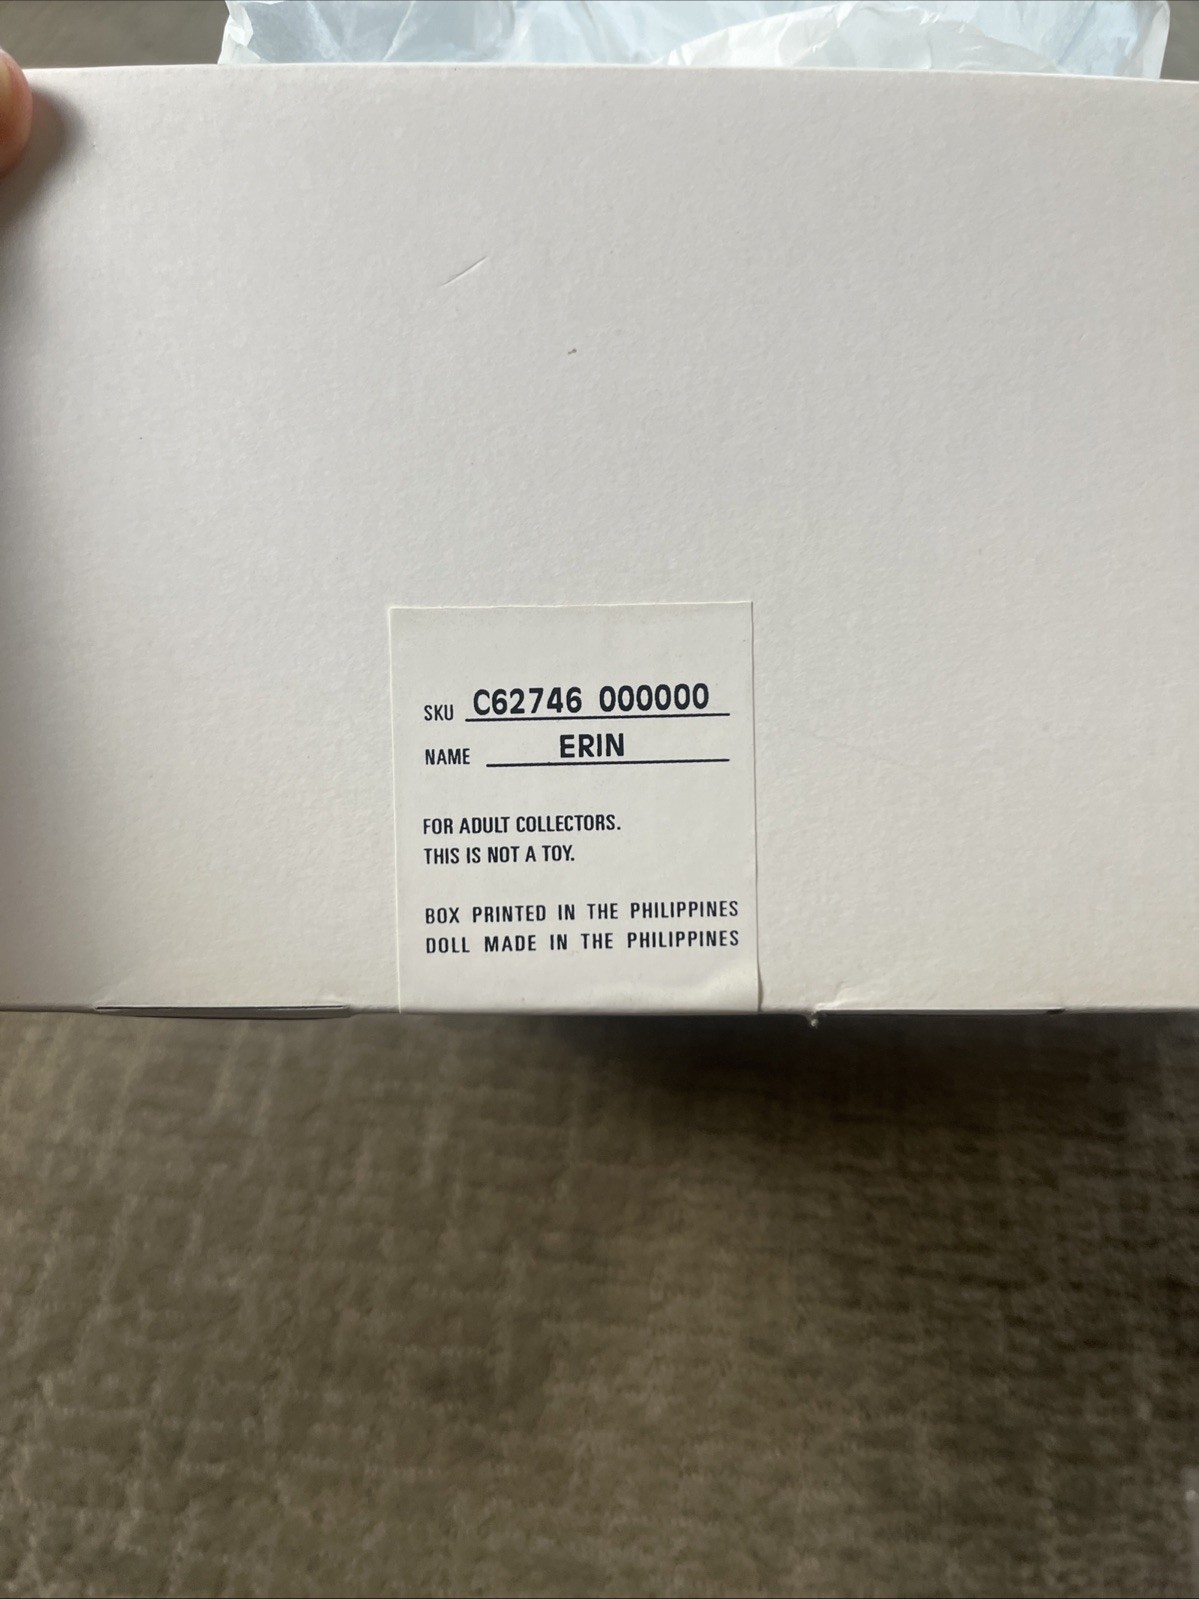 SKU C62746 000000
NAME ERIN
FOR ADULT COLLECTORS.
THIS IS NOT A TOY.
BOX PRINTED IN THE PHILIPPINES
DOLL MADE IN THE PHILIPPINES